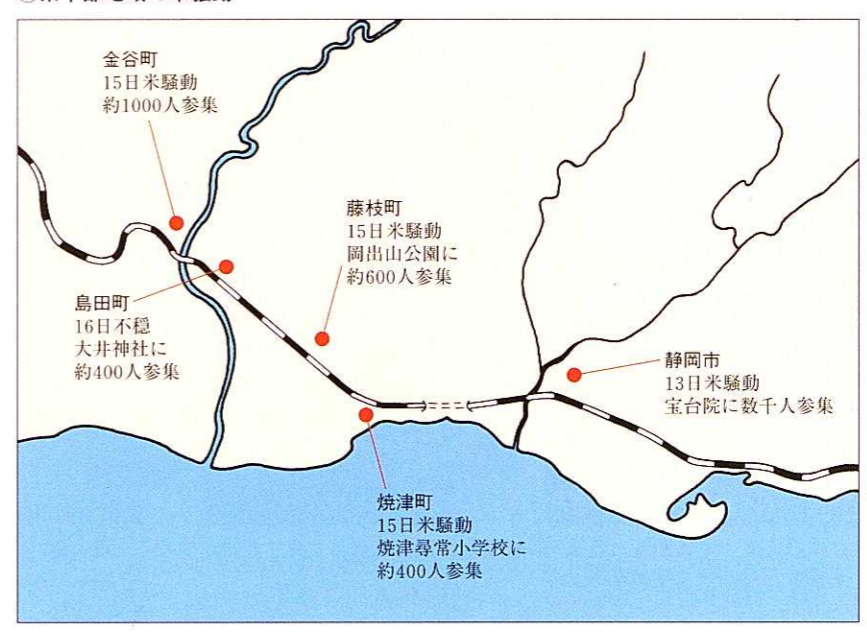 金谷町
15日米騒動
約1000人参集
藤枝町
15日米騒動
岡出山公園に
約600人参集
島田町
16日不穏
大井神社に
約400人参集
静岡市
13日米騒動
宝台院に数千人参集
焼津町
15日米騒動
焼津尋常小学校に
約400人参集